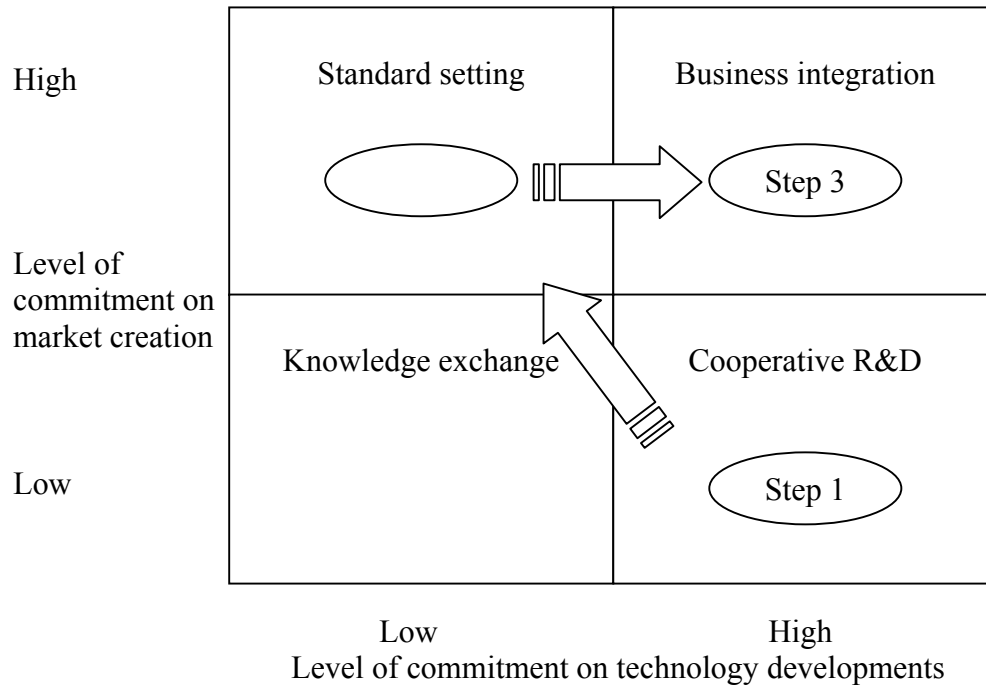 High
Standard setting
Business integration
Step 3
Level of
commitment on
market creation
Knowledge exchange
Cooperative R&D
Low
Step 1
Low
High
Level of commitment on technology developments